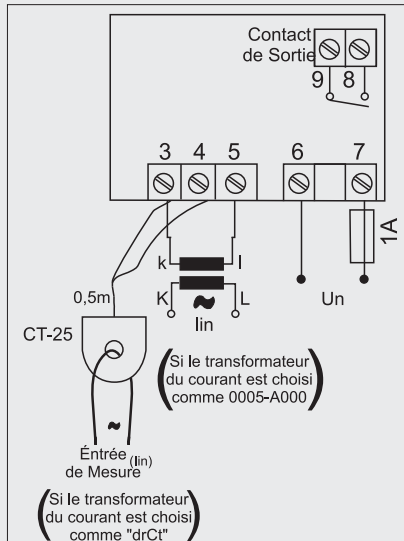 Contact
de Sortie
9 8
3 4 5 6 7
1A
k l
0,5m
K L
Un
Iin
CT-25
(Si le transformateur
du courant est choisi
comme 0005-A000)
Éntrée (Iin)
de Mesure
(Si le transformateur
du courant est choisi
comme "drCt")